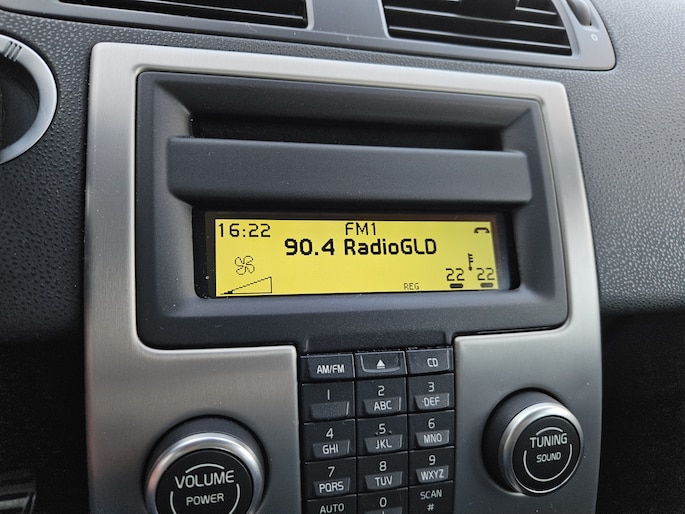 16:22 FM1
90.4 RadioGLD
22 22
REG
AM/FM CD
1 2 ABC 3 DEF
4 GHI 5 JKL 6 MNO
7 PQRS 8 TUV 9 WXYZ
AUTO 0 SCAN #
VOLUME
POWER
TUNING
SOUND